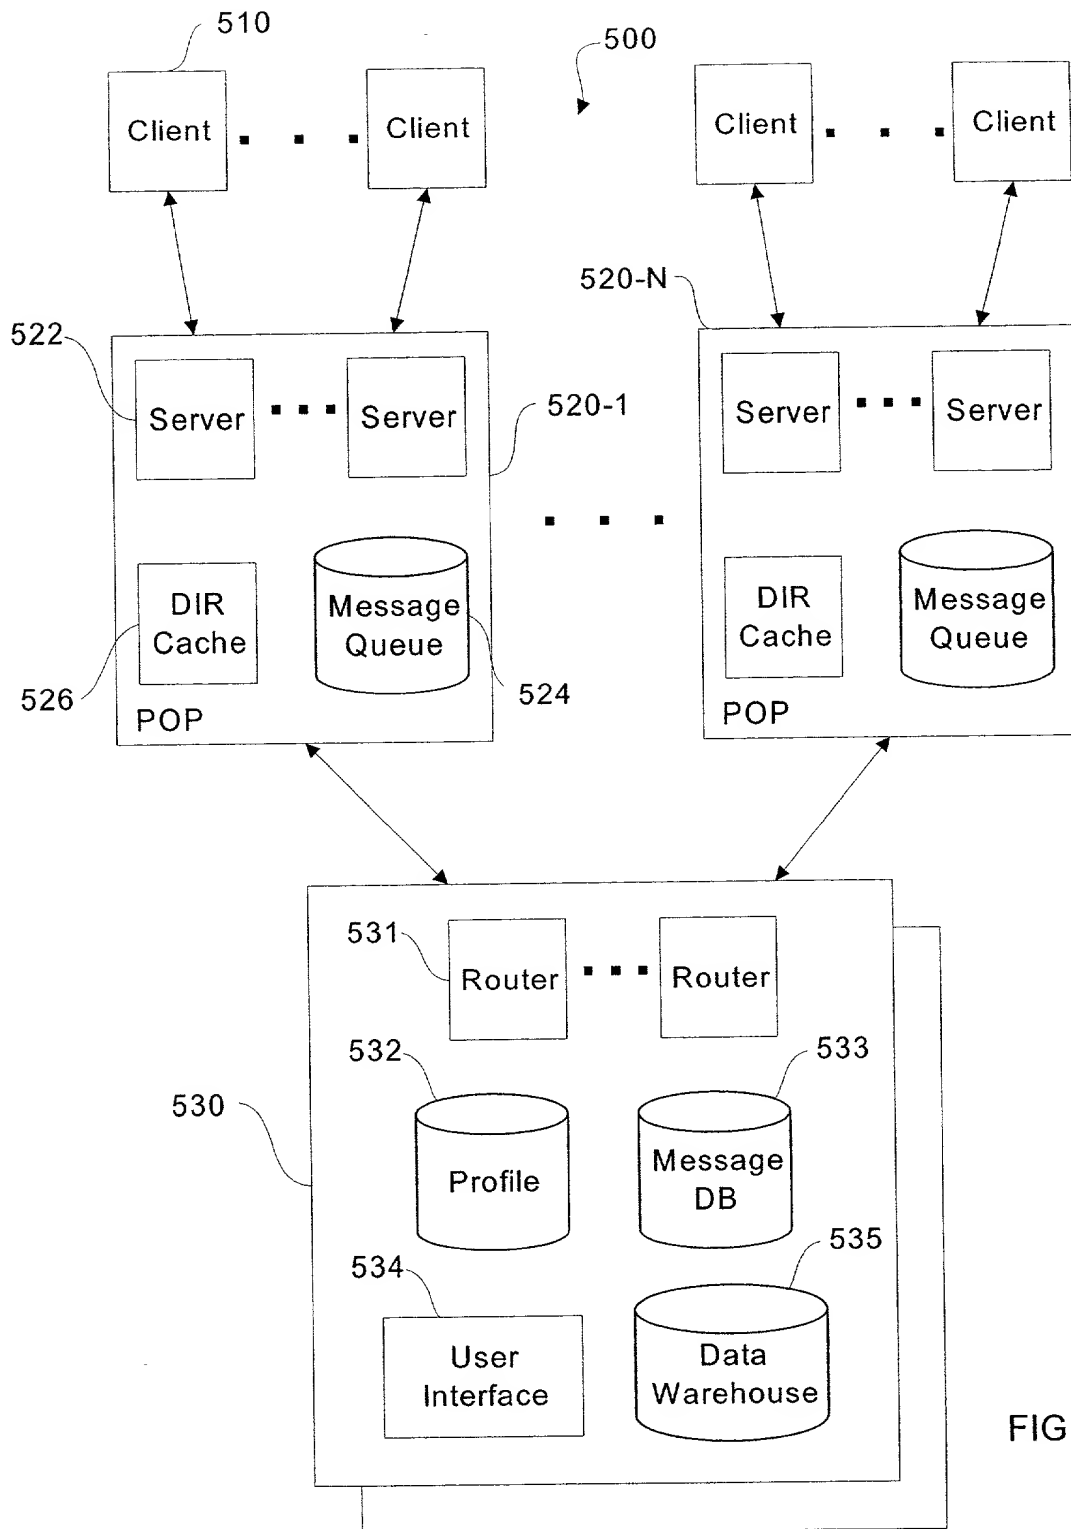 510
500
Client
Client
Client
Client
520-N
522
520-1
Server
Server
Server
Server
DIR
Cache
Message
Queue
DIR
Cache
Message
Queue
526
524
POP
POP
531
Router
Router
532
533
530
Profile
Message
DB
534
535
User
Interface
Data
Warehouse
FIG